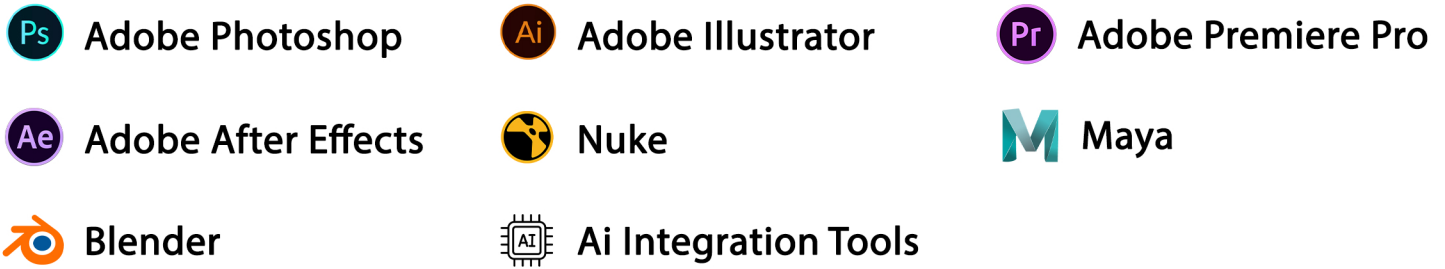 Ps Adobe Photoshop
Ai Adobe Illustrator
Pr Adobe Premiere Pro
Ae Adobe After Effects
Nuke
Maya
Blender
AI Ai Integration Tools